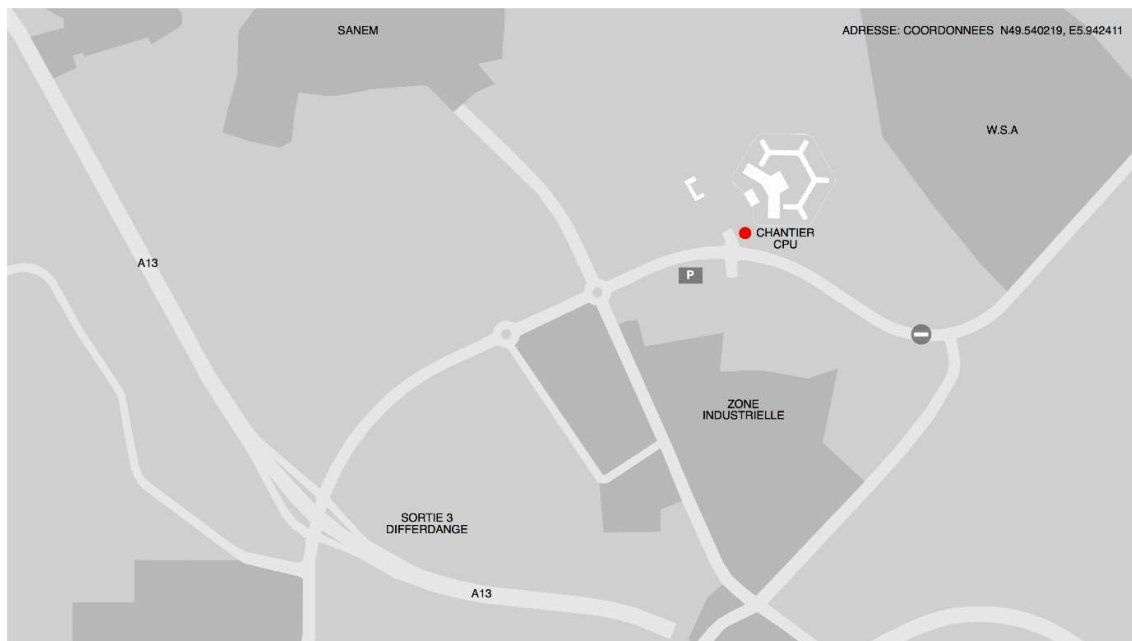 SANEM
ADRESSE: COORDONNEES N49.540219, E5.942411
W.S.A
CHANTIER
CPU
A13
P
ZONE
INDUSTRIELLE
SORTIE 3
DIFFERDANGE
A13